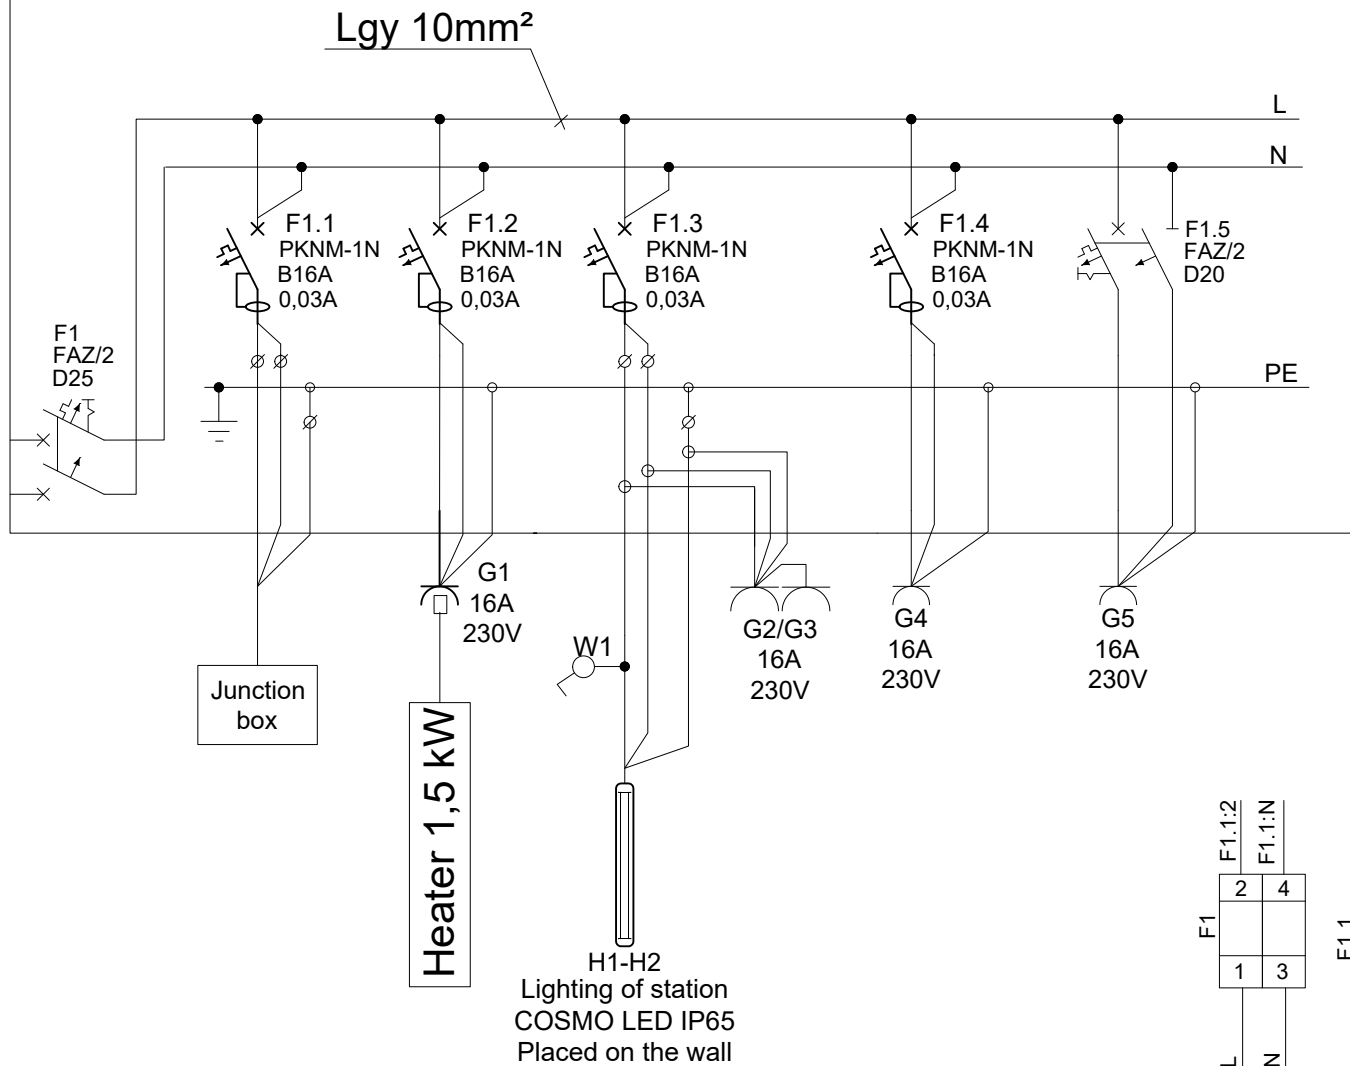 Lgy 10mm²
L
N
F1.1
PKNM-1N
B16A
0,03A
F1.2
PKNM-1N
B16A
0,03A
F1.3
PKNM-1N
B16A
0,03A
F1.4
PKNM-1N
B16A
0,03A
F1.5
FAZ/2
D20
F1
FAZ/2
D25
PE
G1
16A
230V
G2/G3
16A
230V
G4
16A
230V
G5
16A
230V
W1
Junction
box
Heater 1,5 kW
H1-H2
Lighting of station
COSMO LED IP65
Placed on the wall
F1.1:2
F1.1:N
2 4
F1
1 3
L
N
F1.1